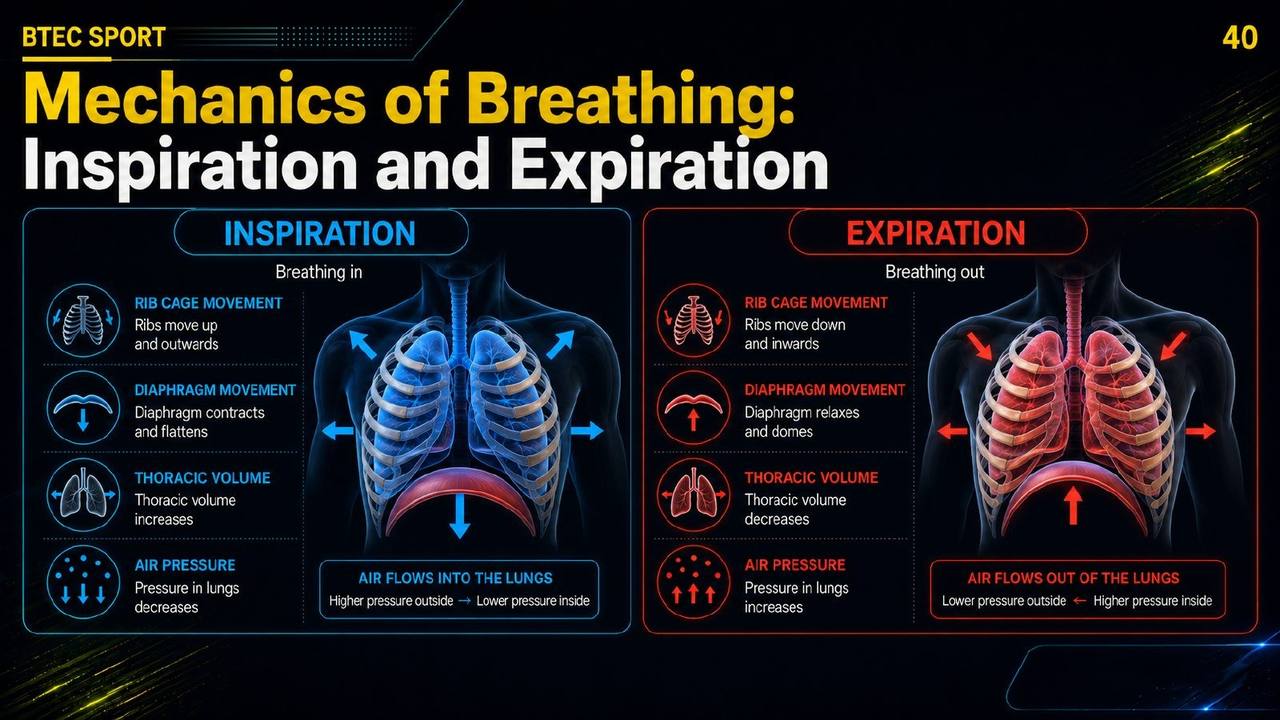 BTEC SPORT
40
Mechanics of Breathing:
Inspiration and Expiration
INSPIRATION
Breathing in
RIB CAGE MOVEMENT
Ribs move up
and outwards
DIAPHRAGM MOVEMENT
Diaphragm contracts
and flattens
THORACIC VOLUME
Thoracic volume
increases
AIR PRESSURE
Pressure in lungs
decreases
AIR FLOWS INTO THE LUNGS
Higher pressure outside → Lower pressure inside
EXPIRATION
Breathing out
RIB CAGE MOVEMENT
Ribs move down
and inwards
DIAPHRAGM MOVEMENT
Diaphragm relaxes
and domes
THORACIC VOLUME
Thoracic volume
decreases
AIR PRESSURE
Pressure in lungs
increases
AIR FLOWS OUT OF THE LUNGS
Lower pressure outside ← Higher pressure inside